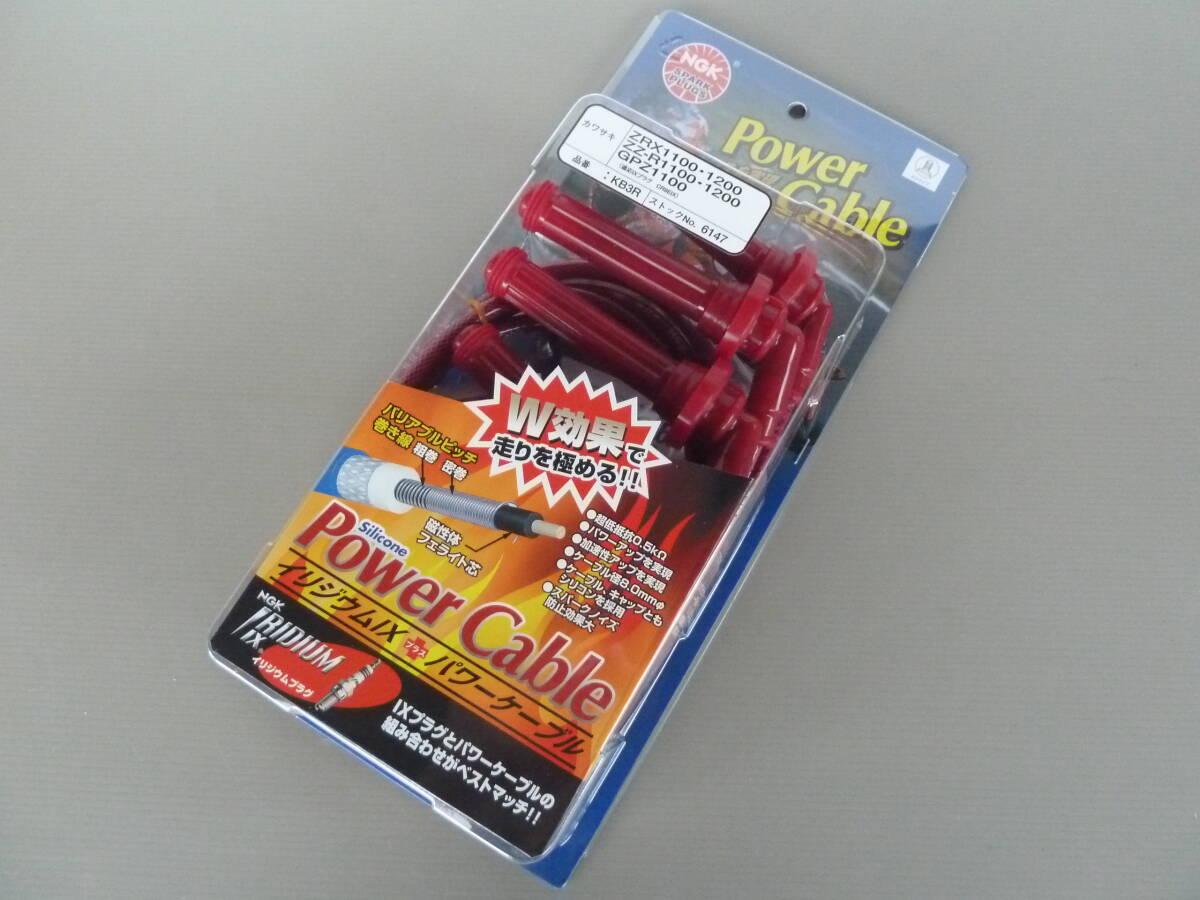 NGK
SPARK
PLUGS
Power
Cable
カワサキ
ZRX1100・1200
ZZ-R1100・1200
GPZ1100
品番
:KB3R
ストックNo. 6147
W効果で
走りを極める!!
バリアブルピッチ
巻き線 粗巻 密巻
磁性体
フェライト芯
●超低抵抗0.5kΩ
●パワーアップを実現
●加速性アップを実現
●ケーブル径8.0mmφ
●ケーブル、キャップとも
シリコンを採用
●スパークノイズ
防止効果大
Silicone
Power Cable
イリジウムIX プラス パワーケーブル
NGK
IRIDIUM
IX
イリジウムプラグ
IXプラグとパワーケーブルの
組み合わせがベストマッチ!!